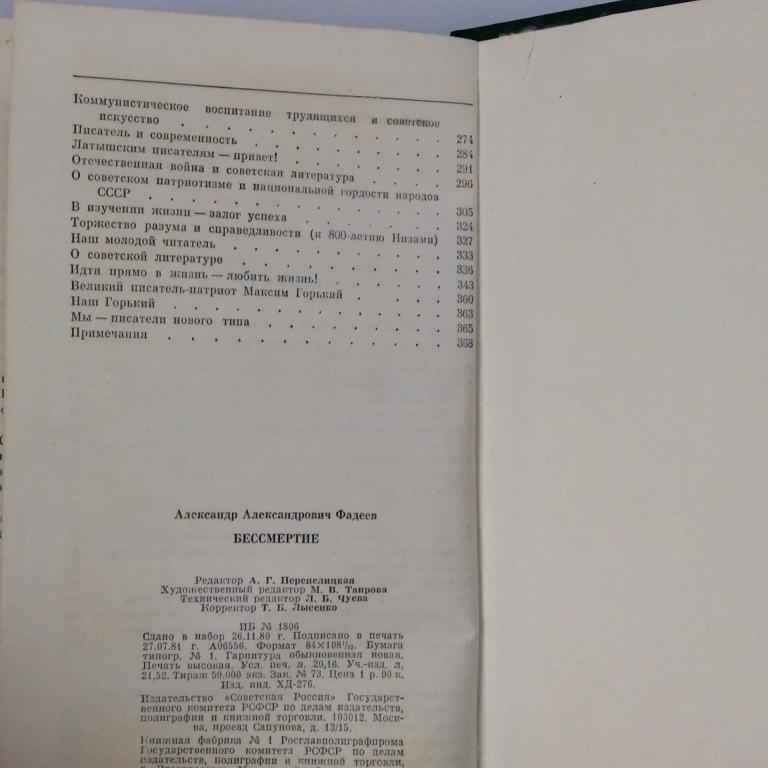 Коммунистическое воспитание трудящихся и советское
искусство . . . . . . . . . . . . . 274
Писатель и современность . . . . . . . . . 284
Латышским писателям — привет! . . . . . . . 291
Отечественная война и советская литература . . . . 296
О советском патриотизме и национальной гордости народов
СССР . . . . . . . . . . . . . . 305
В изучении жизни — залог успеха . . . . . . . 324
Торжество разума и справедливости (к 800-летию Низами) 327
Наш молодой читатель . . . . . . . . . . 333
О советской литературе . . . . . . . . . . 336
Идти прямо в жизнь — любить жизнь! . . . . . . 343
Великий писатель-патриот Максим Горький . . . . 360
Наш Горький . . . . . . . . . . . . 363
Мы — писатели нового типа . . . . . . . . . 365
Примечания . . . . . . . . . . . . . 368
Александр Александрович Фадеев
БЕССМЕРТИЕ
Редактор А. Г. Перепелицкая
Художественный редактор М. В. Таирова
Технический редактор Л. Б. Чуева
Корректор Т. Б. Лысенко
ИБ № 1806
Сдано в набор 26.11.80 г. Подписано в печать
27.07.81 г. А06556. Формат 84×108¹/₃₂. Бумага
типогр. № 1. Гарнитура обыкновенная новая.
Печать высокая. Усл. печ. л. 20,16. Уч.-изд. л.
21,52. Тираж 50.000 экз. Зак. № 73. Цена 1 р. 90 к.
Изд. инд. ХД-276.
Издательство «Советская Россия» Государст-
венного комитета РСФСР по делам издательств,
полиграфии и книжной торговли. 103012. Моск-
ва, проезд Сапунова, д. 13/15.
Книжная фабрика № 1 Росглавполиграфпрома
Государственного комитета РСФСР по делам
издательств, полиграфии и книжной торговли,